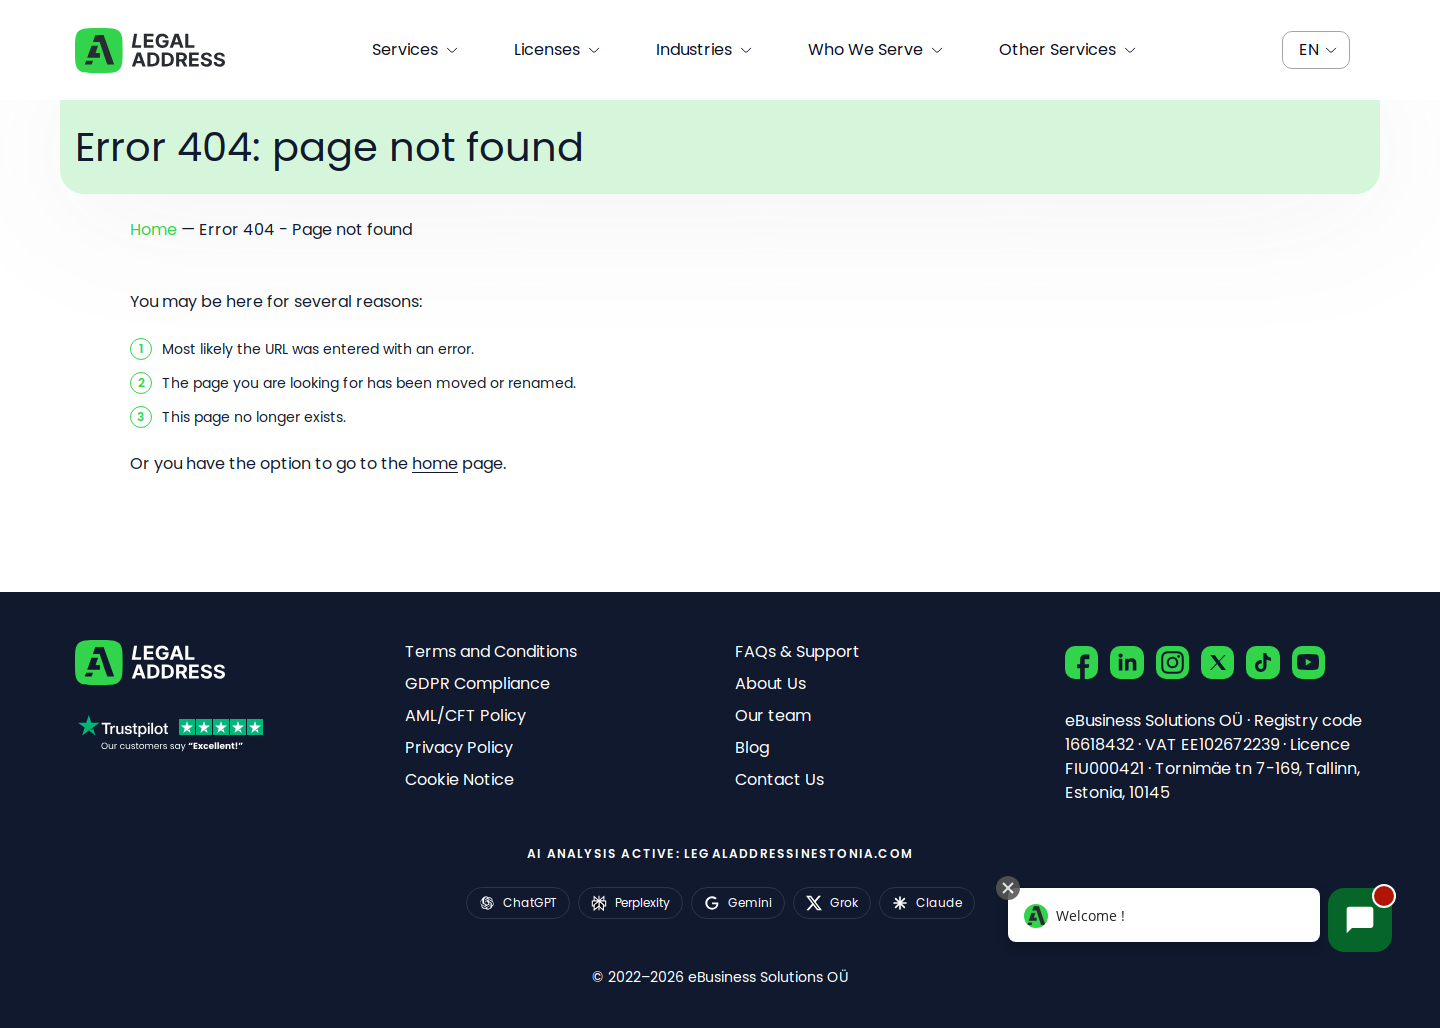 LEGAL
ADDRESS
Services
Licenses
Industries
Who We Serve
Other Services
EN
Error 404: page not found
Home — Error 404 - Page not found
You may be here for several reasons:
1 Most likely the URL was entered with an error.
2 The page you are looking for has been moved or renamed.
3 This page no longer exists.
Or you have the option to go to the home page.
LEGAL
ADDRESS
Trustpilot
Our customers say “Excellent!”
Terms and Conditions
GDPR Compliance
AML/CFT Policy
Privacy Policy
Cookie Notice
FAQs & Support
About Us
Our team
Blog
Contact Us
eBusiness Solutions OÜ · Registry code
16618432 · VAT EE102672239 · Licence
FIU000421 · Tornimäe tn 7-169, Tallinn,
Estonia, 10145
AI ANALYSIS ACTIVE: LEGALADDRESSINESTONIA.COM
ChatGPT
Perplexity
Gemini
Grok
Claude
Welcome !
© 2022–2026 eBusiness Solutions OÜ